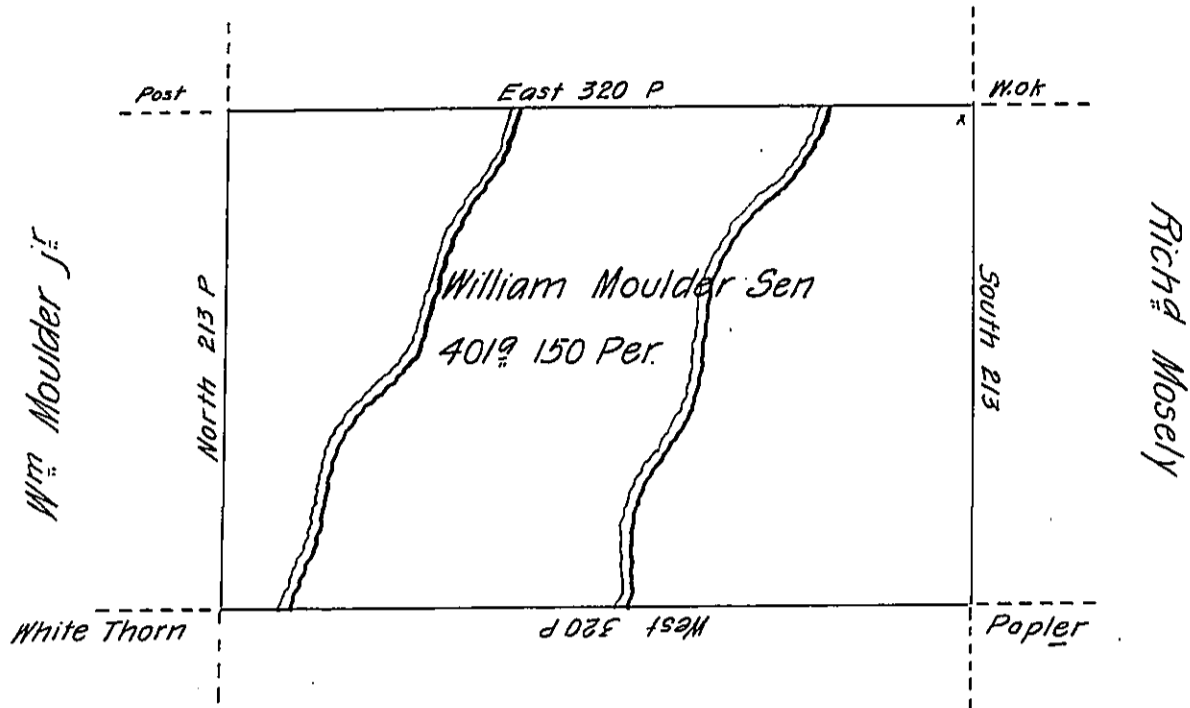 Post
East 320 P
W.ok
x
Wm Moulder jr
North 213 P
William Moulder Sen
401a 150 Per.
South 213
Richd Mosely
White Thorn
West 320 P
Popler